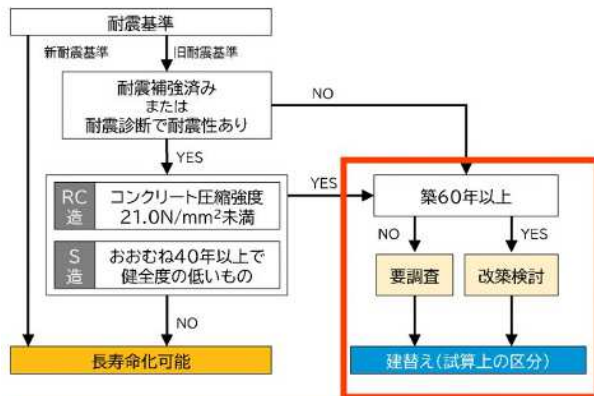 耐震基準
新耐震基準
旧耐震基準
耐震補強済み
または
耐震診断で耐震性あり
NO
YES
RC造
コンクリート圧縮強度
21.0N/mm²未満
YES
S造
おおむね40年以上で
健全度の低いもの
NO
長寿命化可能
築60年以上
NO
YES
要調査
改築検討
建替え(試算上の区分)